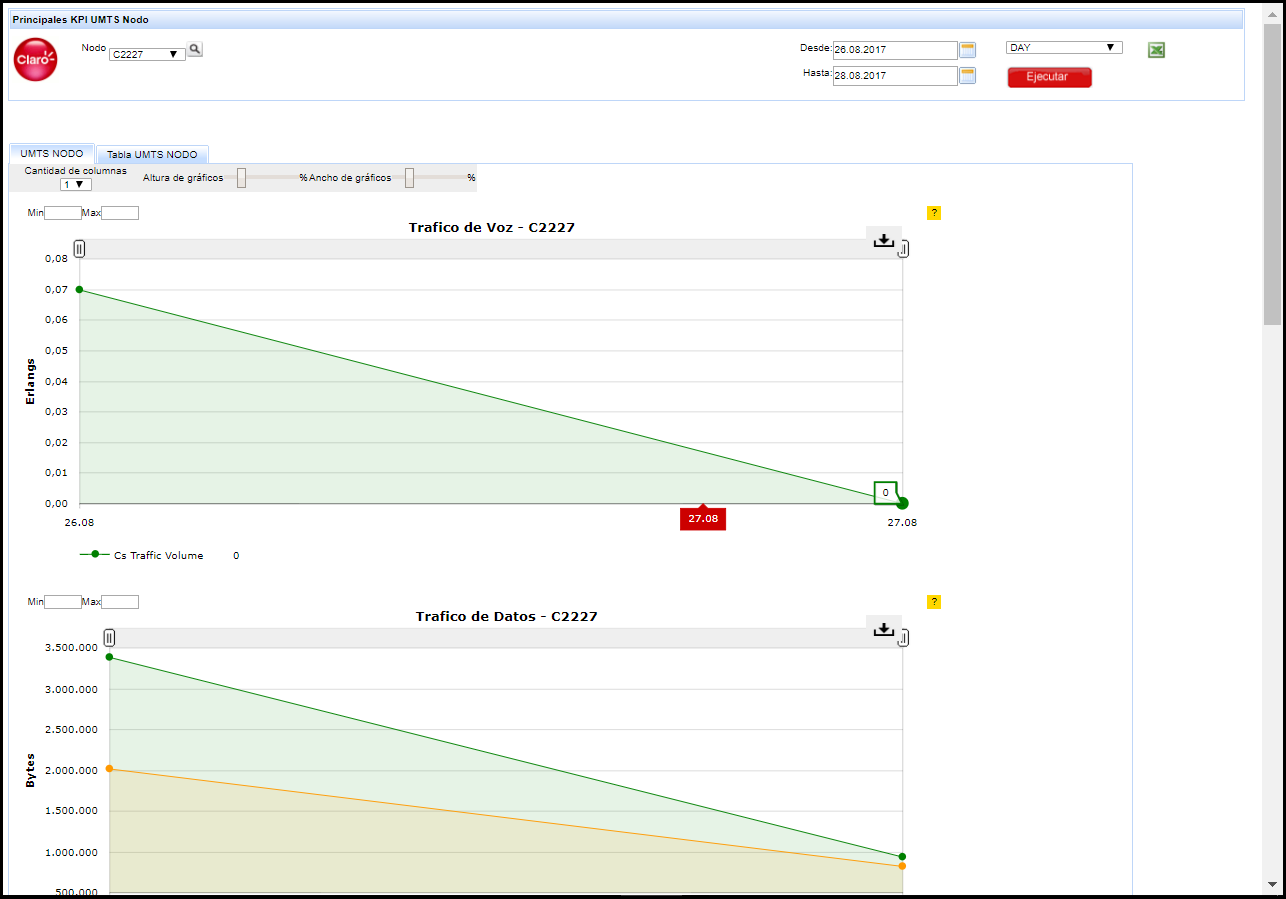 Principales KPI UMTS Nodo
Claro
Nodo C2227
Desde: 26.08.2017 DAY
Hasta: 28.08.2017 Ejecutar
UMTS NODO Tabla UMTS NODO
Cantidad de columnas
1
Altura de gráficos % Ancho de gráficos %
Min Max ?
Trafico de Voz - C2227
0,08
0,07
0,06
0,05
0,04
0,03
0,02
0,01
0,00
Erlangs
0
26.08 27.08 27.08
Cs Traffic Volume 0
Min Max ?
Trafico de Datos - C2227
3.500.000
3.000.000
2.500.000
2.000.000
1.500.000
1.000.000
500.000
Bytes